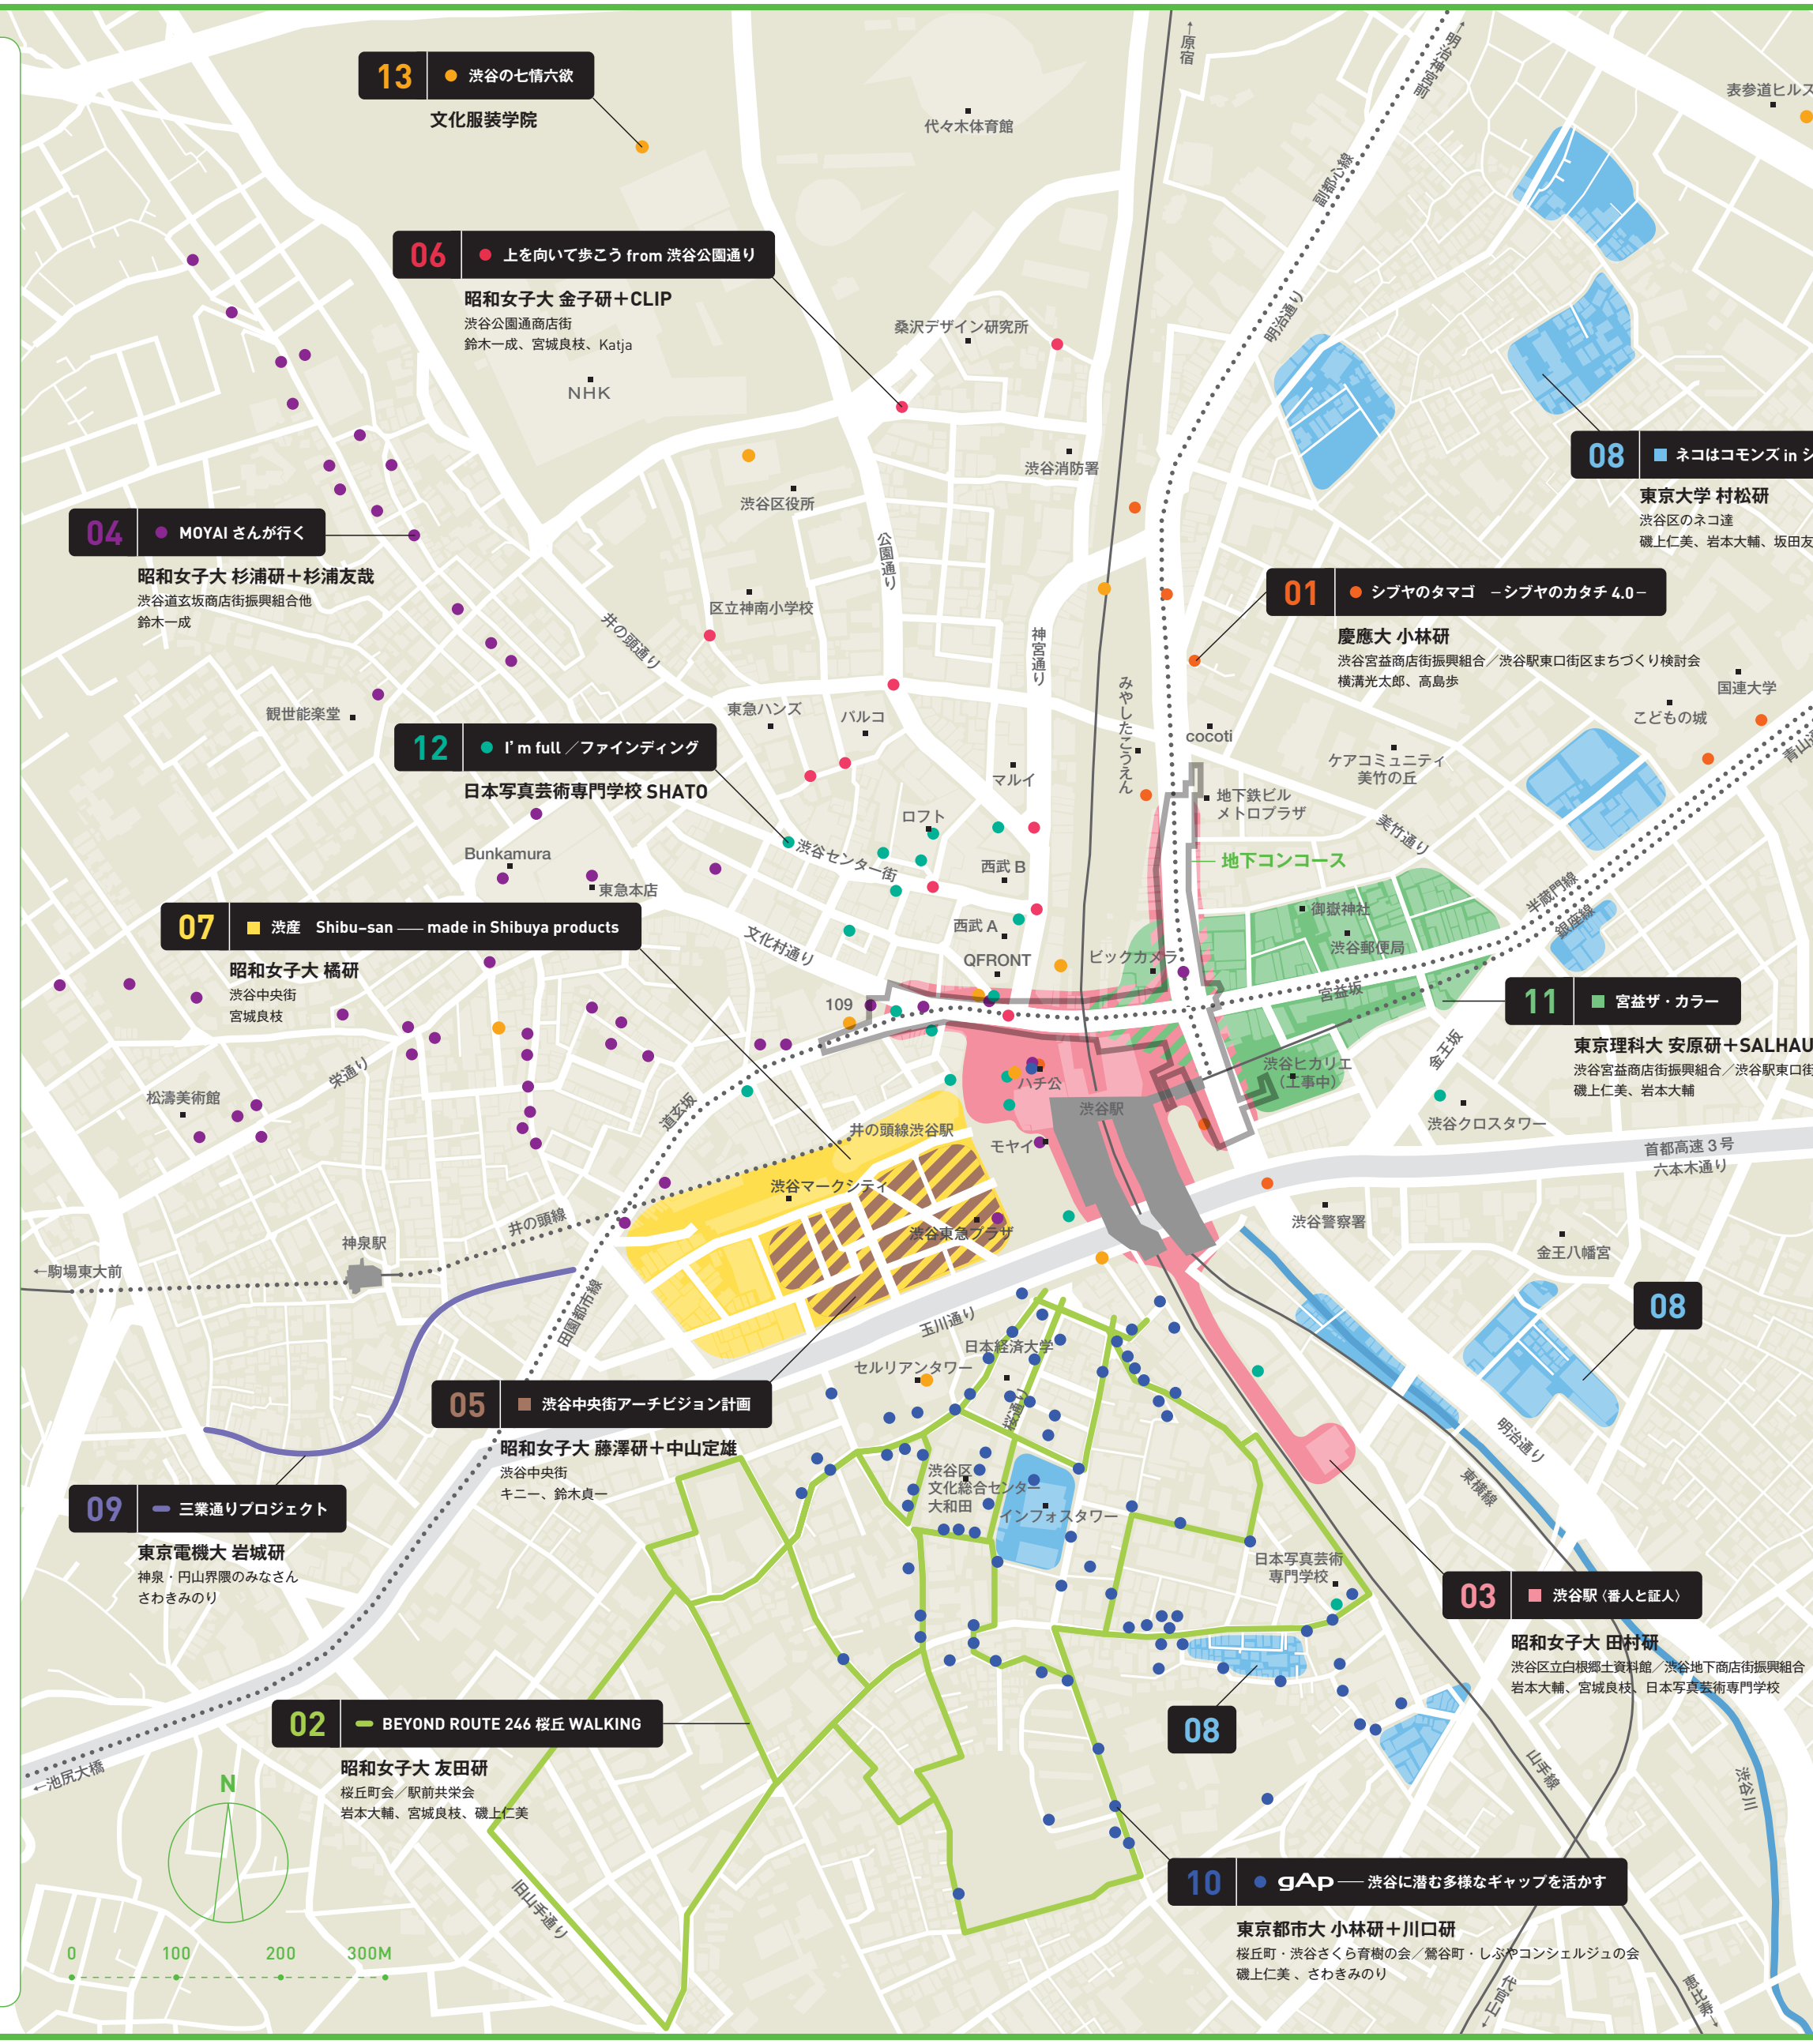 13 渋谷の七情六欲
文化服装学院
代々木体育館
←原宿
←明治神宮前
表参道ヒルズ
副都心線
06 上を向いて歩こう from 渋谷公園通り
昭和女子大 金子研＋CLIP
渋谷公園通商店街
鈴木一成、宮城良枝、Katja
桑沢デザイン研究所
明治通り
NHK
渋谷消防署
渋谷区役所
08 ネコはコモンズ in シ
東京大学 村松研
渋谷区のネコ達
磯上仁美、岩本大輔、坂田友
04 MOYAI さんが行く
昭和女子大 杉浦研＋杉浦友哉
渋谷道玄坂商店街振興組合他
鈴木一成
公園通り
区立神南小学校
井の頭通り
神宮通り
みやしたこうえん
01 シブヤのタマゴ －シブヤのカタチ 4.0－
慶應大 小林研
渋谷宮益商店街振興組合／渋谷駅東口街区まちづくり検討会
横溝光太郎、高島歩
国連大学
こどもの城
青山通
観世能楽堂
東急ハンズ
パルコ
cocoti
ケアコミュニティ
美竹の丘
12 I’m full ／ファインディング
日本写真芸術専門学校 SHATO
マルイ
地下鉄ビル
メトロプラザ
美竹通り
ロフト
渋谷センター街
Bunkamura
東急本店
西武 B
地下コンコース
半蔵門線
銀座線
御嶽神社
渋谷郵便局
07 渋産 Shibu–san —— made in Shibuya products
昭和女子大 橘研
渋谷中央街
宮城良枝
文化村通り
西武 A
QFRONT
ビックカメラ
宮益坂
109
11 宮益ザ・カラー
東京理科大 安原研＋SALHAU
渋谷宮益商店街振興組合／渋谷駅東口街
磯上仁美、岩本大輔
金王坂
渋谷ヒカリエ
（工事中）
渋谷クロスタワー
栄通り
松濤美術館
道玄坂
ハチ公
渋谷駅
モヤイ
井の頭線渋谷駅
渋谷マークシティ
渋谷東急プラザ
首都高速 3 号
六本木通り
渋谷警察署
金王八幡宮
井の頭線
神泉駅
←駒場東大前
田園都市線
玉川通り
日本経済大学
セルリアンタワー
桜通り
08
05 渋谷中央街アーチビジョン計画
昭和女子大 藤澤研＋中山定雄
渋谷中央街
キニー、鈴木貞一
渋谷区
文化総合センター
大和田
インフォスタワー
明治通り
東横線
09 三業通りプロジェクト
東京電機大 岩城研
神泉・円山界隈のみなさん
さわきみのり
日本写真芸術
専門学校
03 渋谷駅〈番人と証人〉
昭和女子大 田村研
渋谷区立白根郷土資料館／渋谷地下商店街振興組合
岩本大輔、宮城良枝、日本写真芸術専門学校
02 BEYOND ROUTE 246 桜丘 WALKING
昭和女子大 友田研
桜丘町会／駅前共栄会
岩本大輔、宮城良枝、磯上仁美
08
←池尻大橋
山手線
渋谷川
N
旧山手通り
10 gAp —— 渋谷に潜む多様なギャップを活かす
東京都市大 小林研＋川口研
桜丘町・渋谷さくら育樹の会／鶯谷町・しぶやコンシェルジュの会
磯上仁美 、さわきみのり
0 100 200 300M
←代官山
恵比寿→